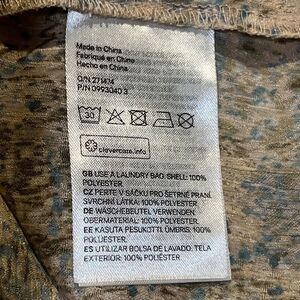 Made in China
Fabriqué en Chine
Hecho en China
O/N 271474
P/N 0993040 3
30
clevercare.info
GB USE A LAUNDRY BAG. SHELL: 100%
POLYESTER
CZ PERTE V SÁČKU PRO ŠETRNÉ PRANÍ.
SVRCHNÍ LÁTKA: 100% POLYESTER
DE WÄSCHEBEUTEL VERWENDEN.
OBERMATERIAL: 100% POLYESTER.
EE KASUTA PESUKOTTI. ÜMBRIS: 100%
POLÜESTER.
ES UTILIZAR BOLSA DE LAVADO. TELA
EXTERIOR: 100% POLIÉSTER